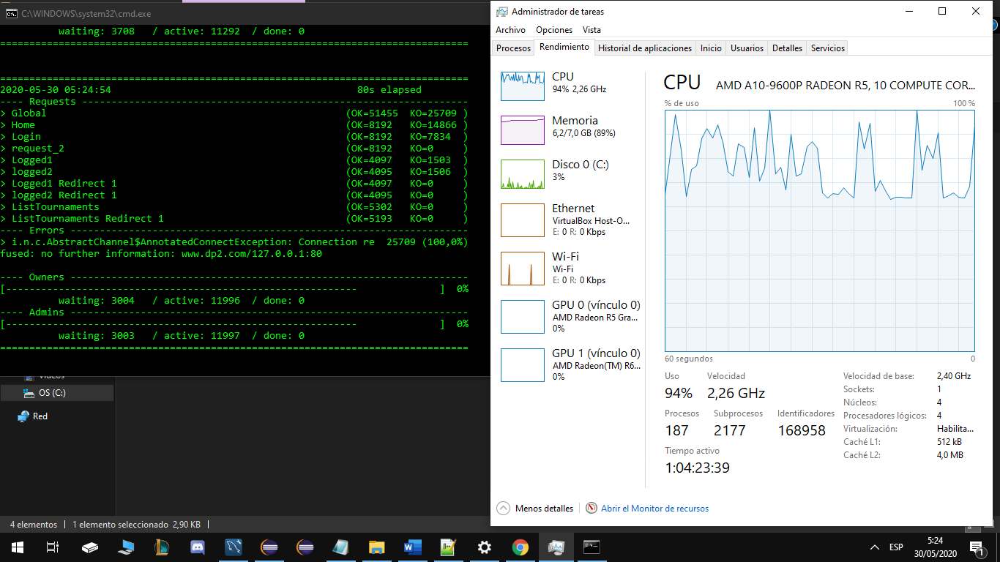 C:\WINDOWS\system32\cmd.exe
waiting: 3708   / active: 11292  / done: 0
================================================================================
================================================================================
2020-05-30 05:24:54                                          80s elapsed
---- Requests ------------------------------------------------------------------
> Global                                                   (OK=51455  KO=25709 )
> Home                                                     (OK=8192   KO=14866 )
> Login                                                    (OK=8192   KO=7834  )
> request_2                                                (OK=8192   KO=0     )
> Logged1                                                  (OK=4097   KO=1503  )
> logged2                                                  (OK=4095   KO=1506  )
> Logged1 Redirect 1                                       (OK=4097   KO=0     )
> logged2 Redirect 1                                       (OK=4095   KO=0     )
> ListTournaments                                          (OK=5302   KO=0     )
> ListTournaments Redirect 1                               (OK=5193   KO=0     )
---- Errors --------------------------------------------------------------------
> i.n.c.AbstractChannel$AnnotatedConnectException: Connection re  25709 (100,0%)
fused: no further information: www.dp2.com/127.0.0.1:80
---- Owners --------------------------------------------------------------------
[------------------------------------------------------------              ]  0%
waiting: 3004   / active: 11996  / done: 0
---- Admins --------------------------------------------------------------------
[------------------------------------------------------------              ]  0%
waiting: 3003   / active: 11997  / done: 0
================================================================================
OS (C:)
Red
4 elementos
1 elemento seleccionado  2,90 KB
Administrador de tareas
Archivo Opciones Vista
Procesos Rendimiento Historial de aplicaciones Inicio Usuarios Detalles Servicios
CPU
94% 2,26 GHz
Memoria
6,2/7,0 GB (89%)
Disco 0 (C:)
3%
Ethernet
VirtualBox Host-O...
E: 0 R: 0 Kbps
Wi-Fi
Wi-Fi
E: 0 R: 0 Kbps
GPU 0 (vínculo 0)
AMD Radeon R5 Gra...
0%
GPU 1 (vínculo 0)
AMD Radeon(TM) R6...
0%
CPU AMD A10-9600P RADEON R5, 10 COMPUTE COR...
% de uso 100 %
60 segundos 0
Uso Velocidad
94% 2,26 GHz
Procesos Subprocesos Identificadores
187 2177 168958
Tiempo activo
1:04:23:39
Velocidad de base: 2,40 GHz
Sockets: 1
Núcleos: 4
Procesadores lógicos: 4
Virtualización: Habilita...
Caché L1: 512 kB
Caché L2: 4,0 MB
Menos detalles
Abrir el Monitor de recursos
ESP
5:24
30/05/2020
1